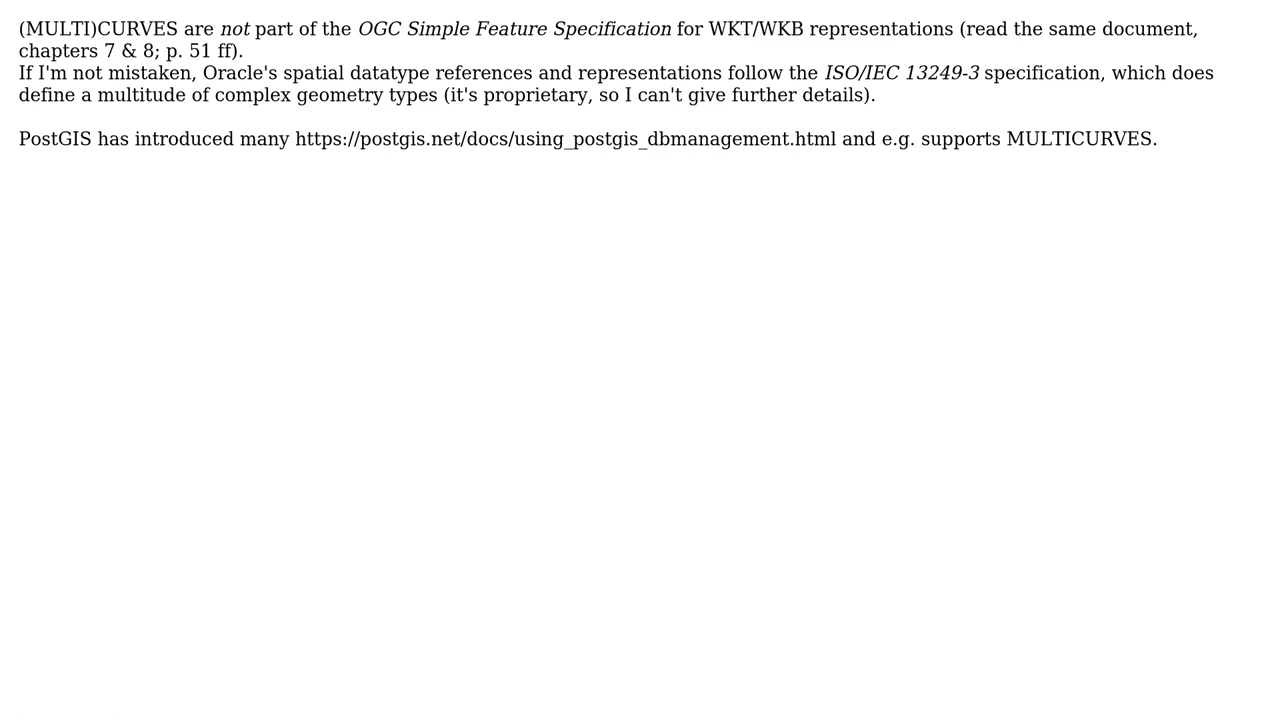 (MULTI)CURVES are not part of the OGC Simple Feature Specification for WKT/WKB representations (read the same document,
chapters 7 & 8; p. 51 ff).
If I'm not mistaken, Oracle's spatial datatype references and representations follow the ISO/IEC 13249-3 specification, which does
define a multitude of complex geometry types (it's proprietary, so I can't give further details).
PostGIS has introduced many https://postgis.net/docs/using_postgis_dbmanagement.html and e.g. supports MULTICURVES.